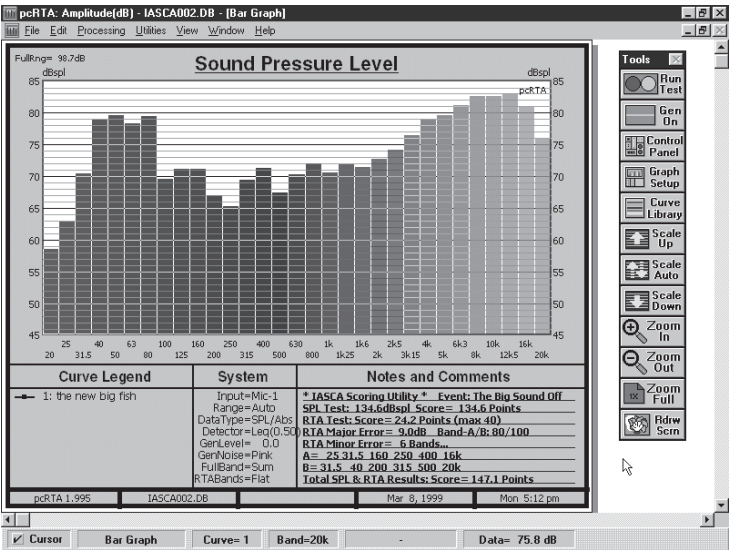 pcRTA: Amplitude(dB) - IASCA002.DB - [Bar Graph]
File Edit Processing Utilities View Window Help
FullRng= 98.7dB
Sound Pressure Level
dBspl
dBspl
pcRTA
85
80
75
70
65
60
55
50
45
85
80
75
70
65
60
55
50
45
25 40 63 100 160 250 400 630 1k 1k6 2k5 4k 6k3 10k 16k
20 31.5 50 80 125 200 315 500 800 1k25 2k 3k15 5k 8k 12k5 20k
Curve Legend
1: the new big fish
System
Input=Mic-1
Range=Auto
DataType=SPL/Abs
Detector=Leq(0.50)
GenLevel= 0.0
GenNoise=Pink
FullBand=Sum
RTABands=Flat
Notes and Comments
* IASCA Scoring Utility * Event: The Big Sound Off
SPL Test: 134.6dBspl Score= 134.6 Points
RTA Test: Score= 24.2 Points (max 40)
RTA Major Error= 9.0dB Band-A/B: 80/100
RTA Minor Error= 6 Bands...
A= 25 31.5 160 250 400 16k
B= 31.5 40 200 315 500 20k
Total SPL & RTA Results: Score= 147.1 Points
pcRTA 1.995 IASCA002.DB Mar 8, 1999 Mon 5:12 pm
Tools
Run Test
Gen On
Control Panel
Graph Setup
Curve Library
Scale Up
Scale Auto
Scale Down
Zoom In
Zoom Out
1x Zoom Full
Rdrw Scrn
Cursor Bar Graph Curve= 1 Band=20k - Data= 75.8 dB